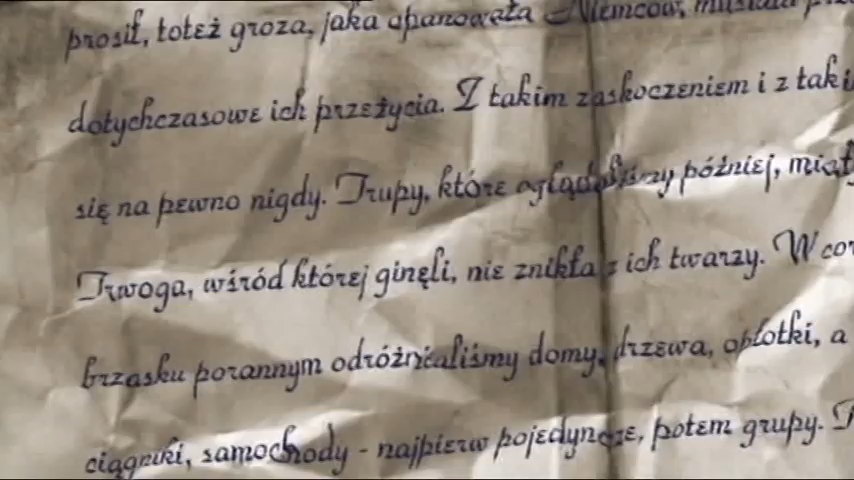 prosił, toteż groza, jaka opanowała Niemców,
dotychczasowe ich przeżycia. Z takim zaskoczeniem i z taki
się na pewno nigdy. Trupy, które oglądaliśmy później, miał
Trwoga, wśród której ginęli, nie znikła z ich twarzy. W cor
brzasku porannym odróżnialiśmy domy, drzewa, opłotki, a
ciągniki, samochody - najpierw pojedyncze, potem grupy.